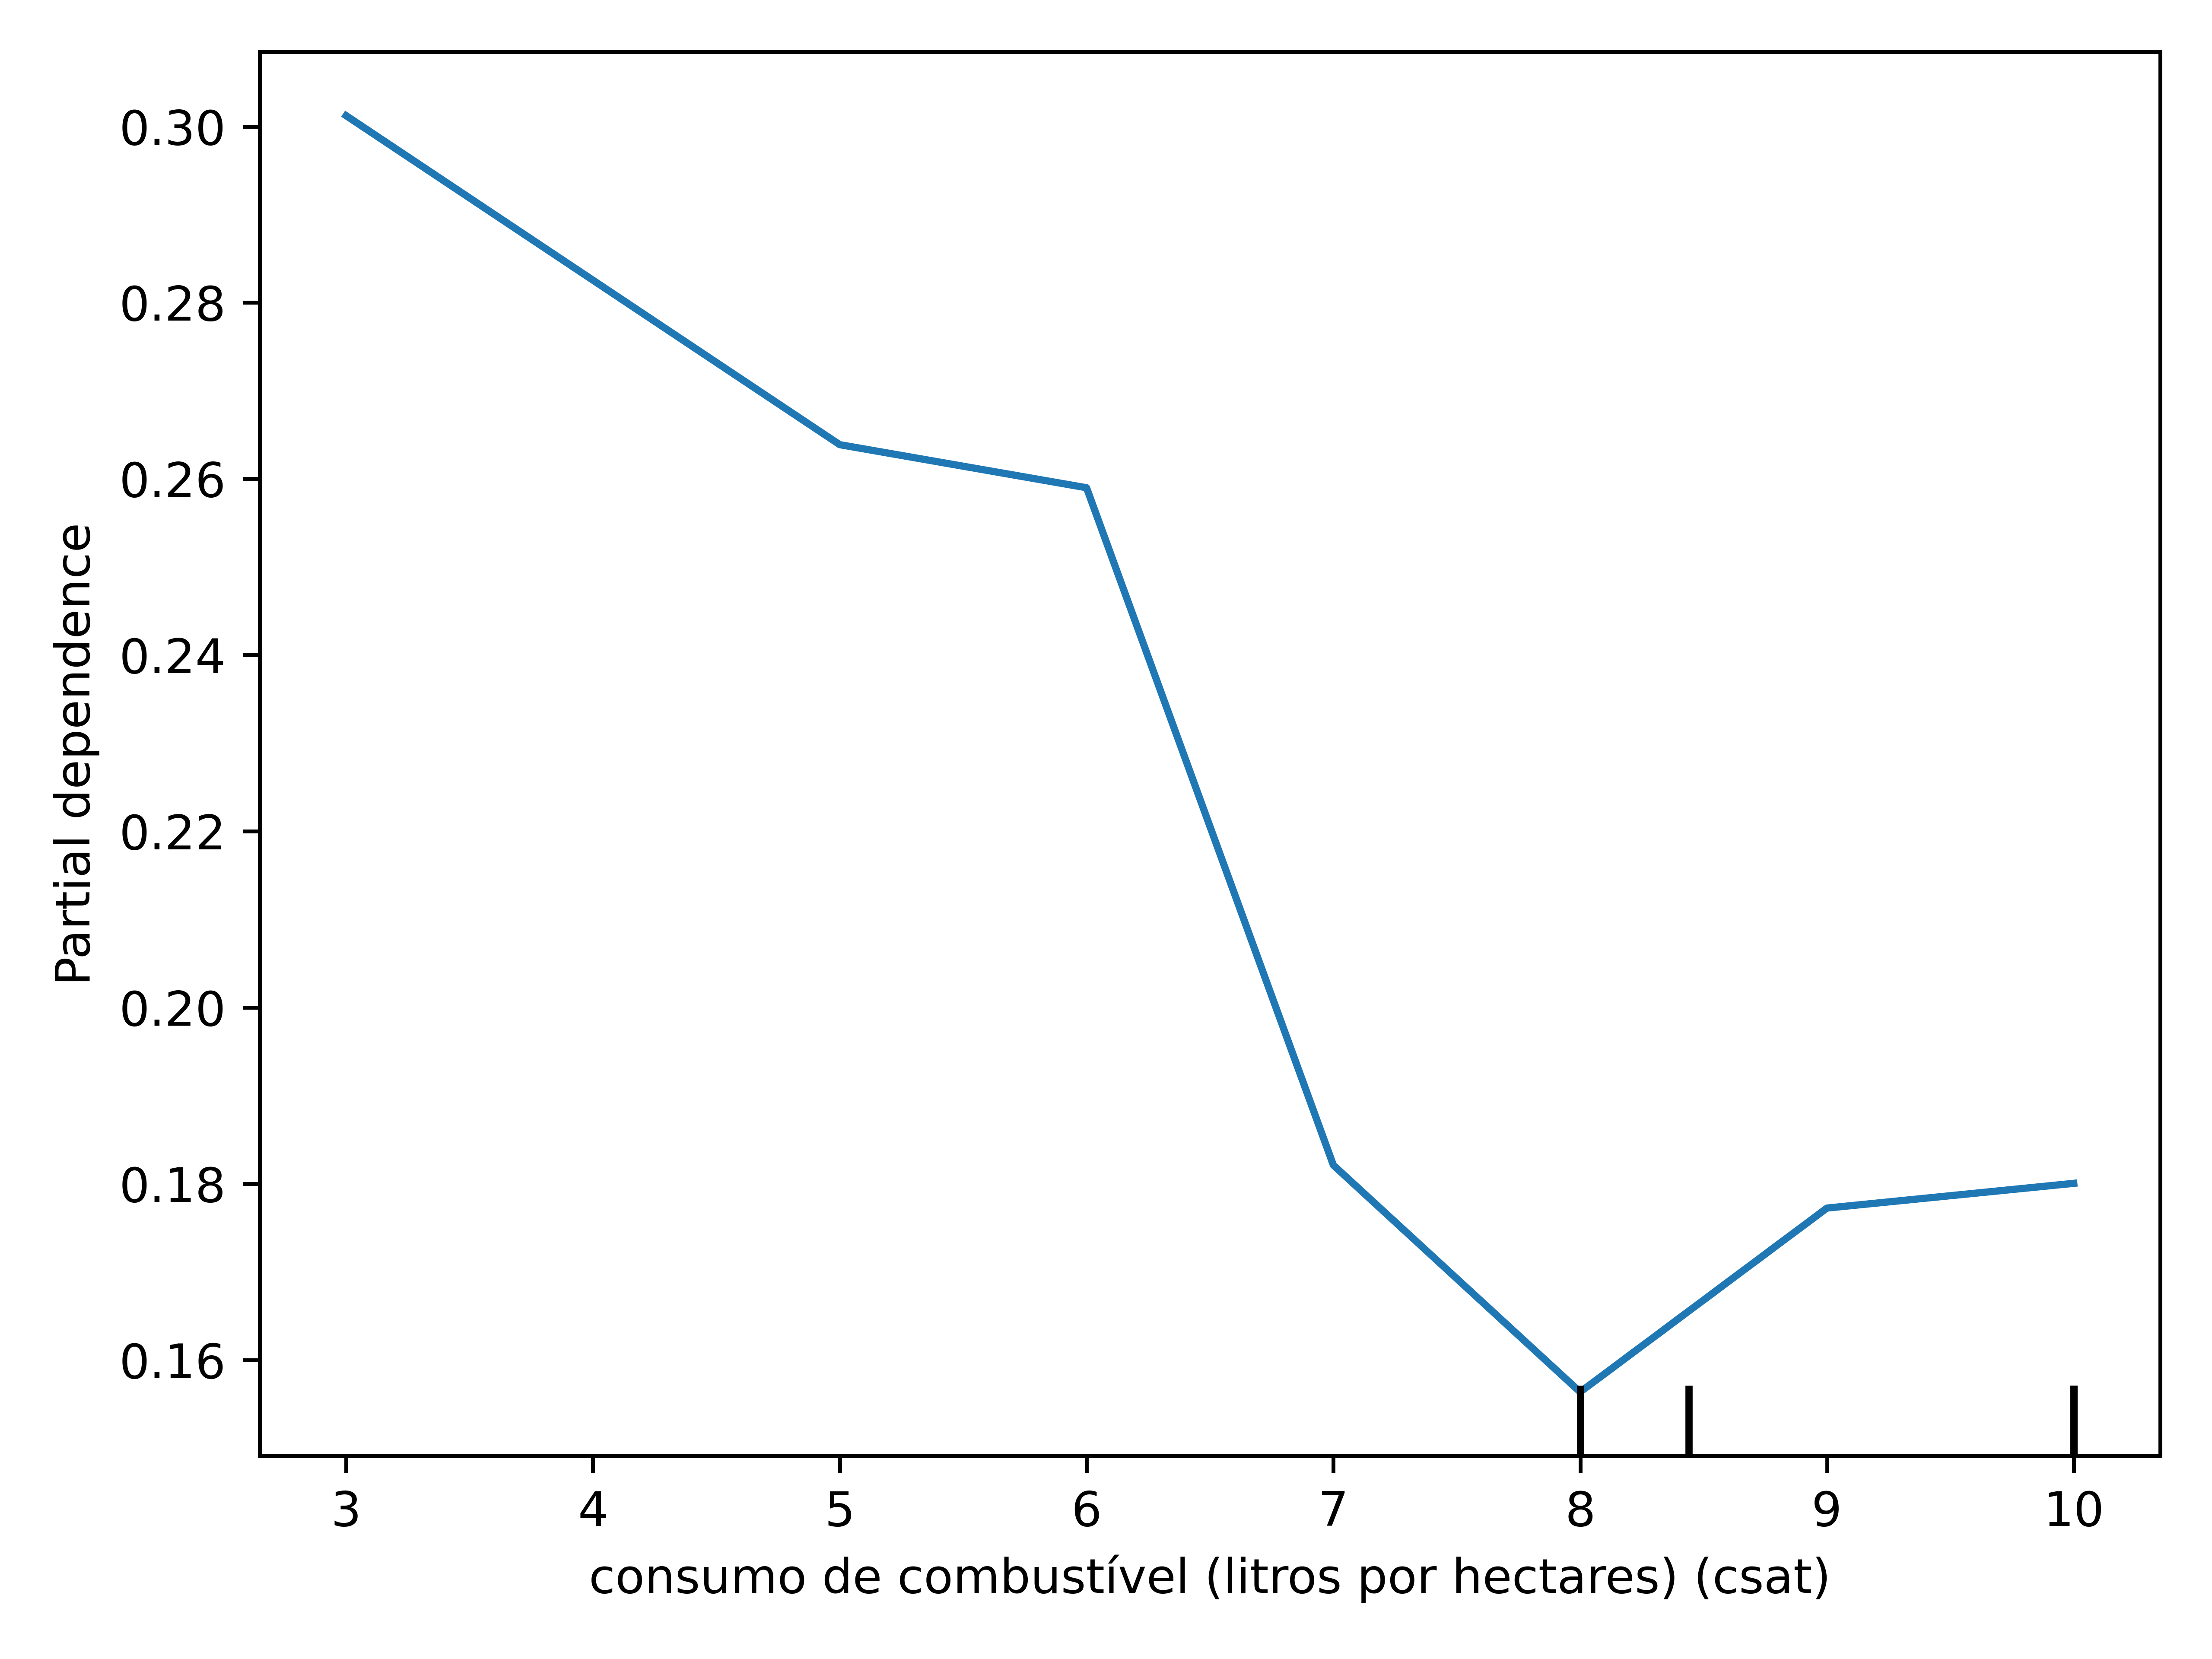 0.30
0.28
0.26
0.24
0.22
0.20
0.18
0.16
Partial dependence
3 4 5 6 7 8 9 10
consumo de combustível (litros por hectares) (csat)